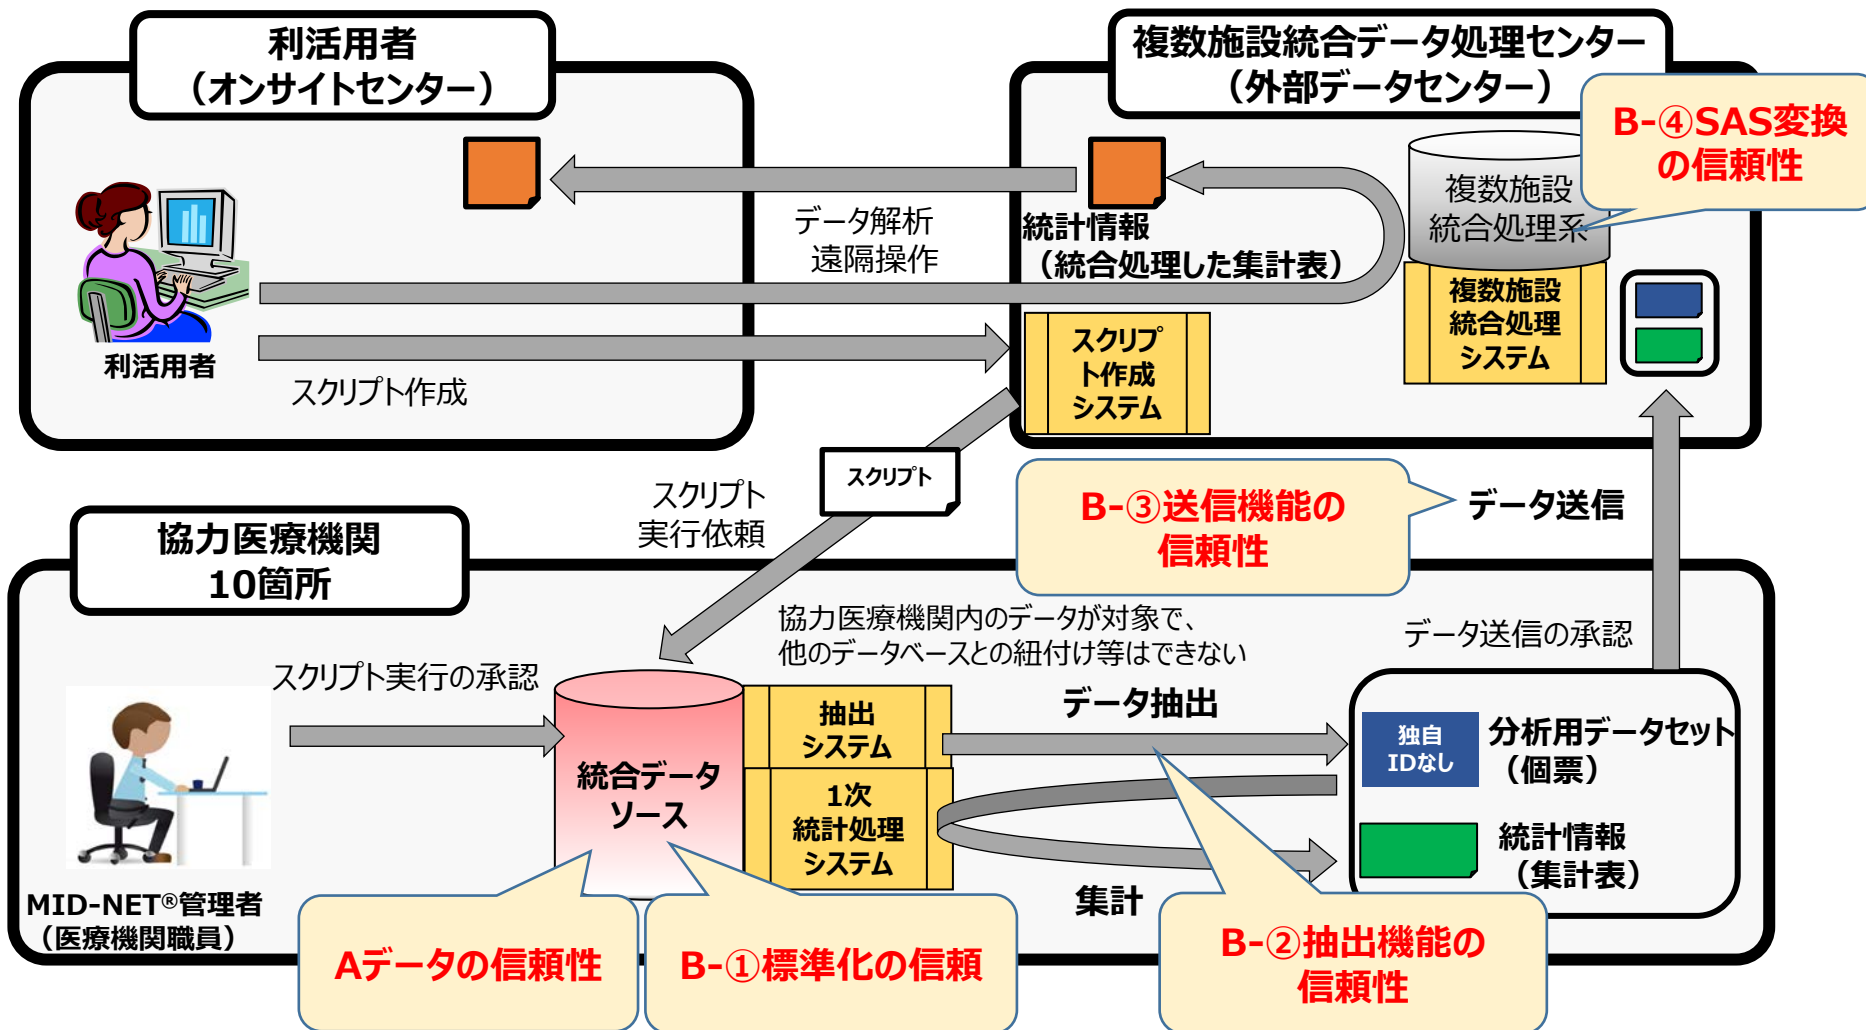 利活用者
（オンサイトセンター）
複数施設統合データ処理センター
（外部データセンター）
B-④SAS変換
の信頼性
複数施設
統合処理系
データ解析
遠隔操作
統計情報
（統合処理した集計表）
複数施設
統合処理
システム
利活用者
スクリプト作成
スクリプ
ト作成
システム
スクリプト
スクリプト
実行依頼
B-③送信機能の
信頼性
データ送信
協力医療機関
10箇所
協力医療機関内のデータが対象で、
他のデータベースとの紐付け等はできない
データ送信の承認
スクリプト実行の承認
統合データ
ソース
抽出
システム
1次
統計処理
システム
データ抽出
集計
独自
IDなし
分析用データセット
（個票）
統計情報
（集計表）
MID-NET®管理者
（医療機関職員）
Aデータの信頼性
B-①標準化の信頼
B-②抽出機能の
信頼性